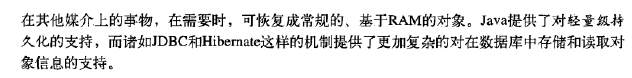 在其他媒介上的事物，在需要时，可恢复成常规的、基于RAM的对象。Java提供了对轻量级持
久化的支持，而诸如JDBC和Hibernate这样的机制提供了更加复杂的对在数据库中存储和读取对
象信息的支持。